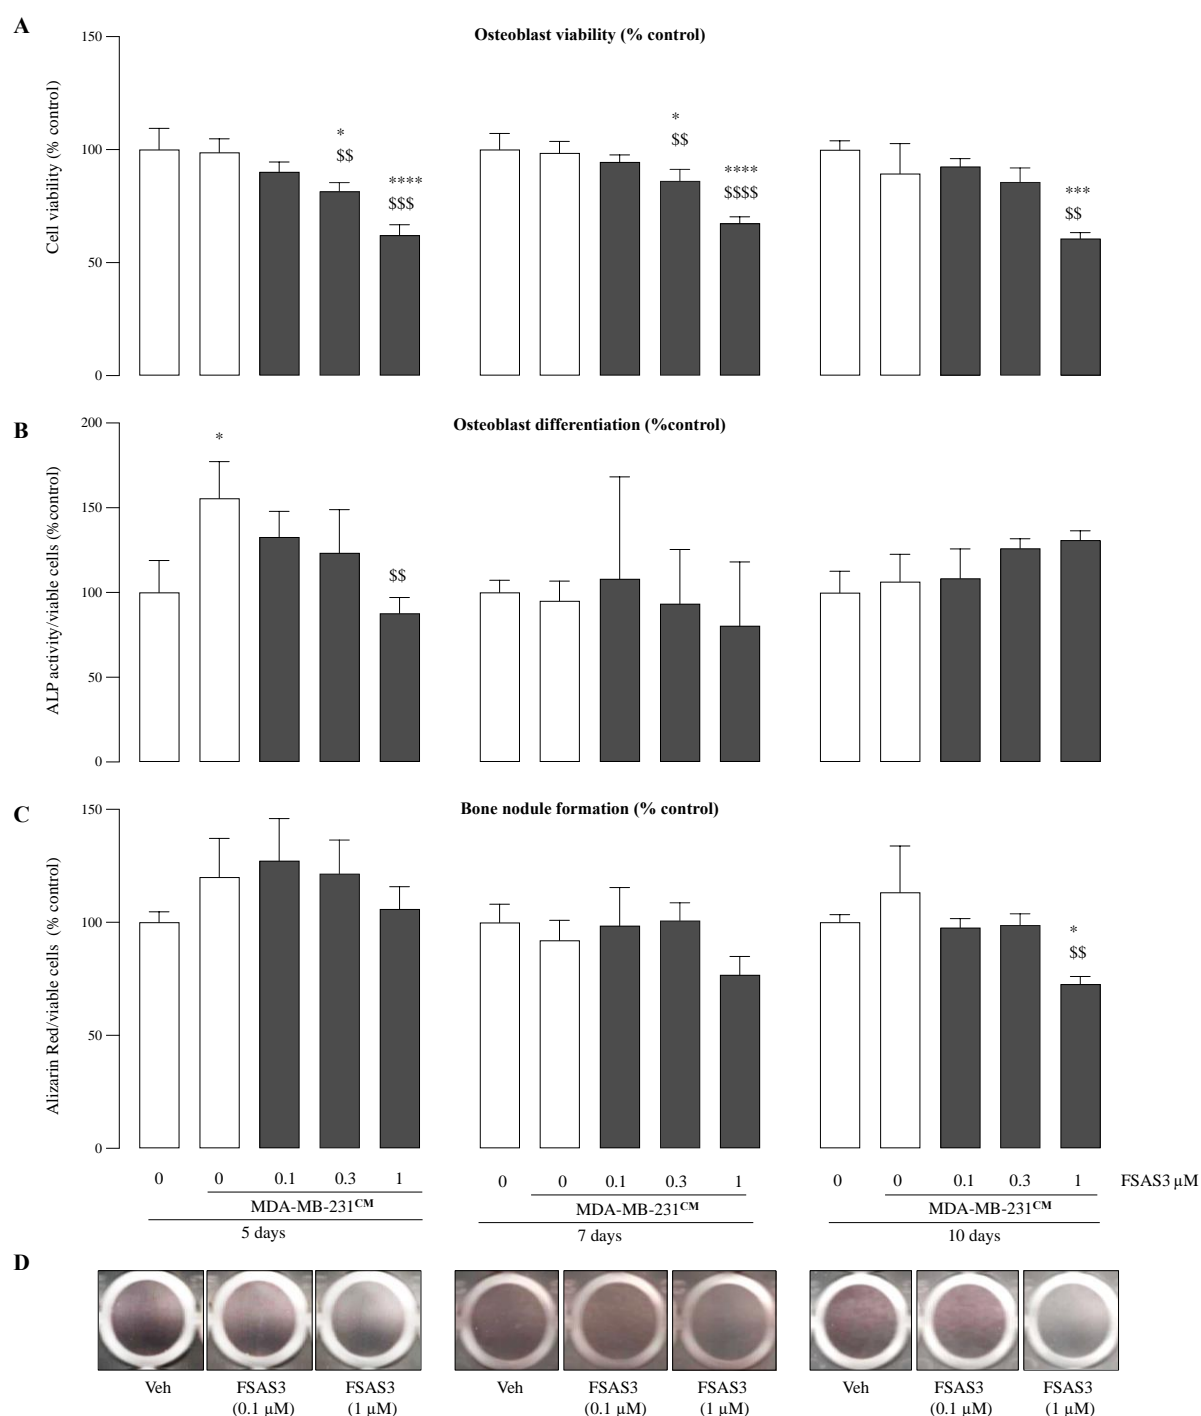 A
Osteoblast viability (% control)
Cell viability (% control)
150
100
50
0
*
$$
****
$$$
*
$$
****
$$$$
***
$$
B
Osteoblast differentiation (%control)
ALP activity/viable cells (%control)
200
150
100
50
0
*
$$
C
Bone nodule formation (% control)
Alizarin Red/viable cells (% control)
150
100
50
0
*
$$
0 0 0.1 0.3 1 0 0 0.1 0.3 1 0 0 0.1 0.3 1 FSAS3 µM
MDA-MB-231CM MDA-MB-231CM MDA-MB-231CM
5 days 7 days 10 days
D
Veh FSAS3 FSAS3 Veh FSAS3 FSAS3 Veh FSAS3 FSAS3
(0.1 µM) (1 µM) (0.1 µM) (1 µM) (0.1 µM) (1 µM)